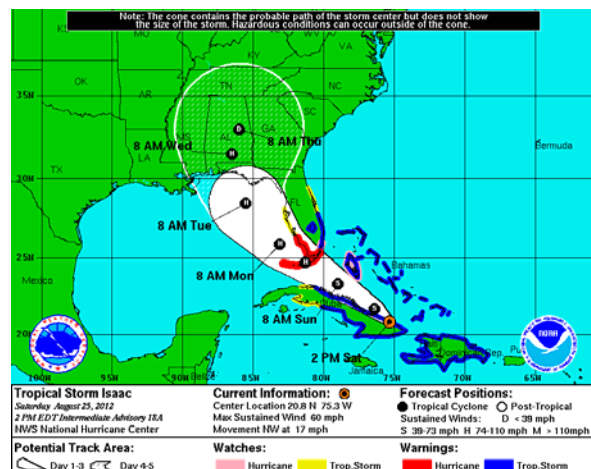 Note: The cone contains the probable path of the storm center but does not show
the size of the storm. Hazardous conditions can occur outside of the cone.
MO
KY
WV
VA
35N
OK
AR
TN
NC
SC
MS
AL
GA
8 AM Wed
8 AM Thu
Bermuda
TX
LA
30N
FL
8 AM Tue
8 AM Mon
25N
Mexico
Bahamas
8 AM Sun
Cuba
20N
2 PM Sat
Jamaica
Dominican Rep.
NOAA
100W
95W
90W
85W
80W
75W
70W
65W
D
H
H
H
H
S
S
Tropical Storm Isaac
Saturday August 25, 2012
2 PM EDT Intermediate Advisory 18A
NWS National Hurricane Center
Current Information:
Center Location 20.8 N 75.3 W
Max Sustained Wind 60 mph
Movement NW at 17 mph
Forecast Positions:
Tropical Cyclone Post-Tropical
Sustained Winds: D < 39 mph
S 39-73 mph H 74-110 mph M > 110mph
Potential Track Area:
Day 1-3 Day 4-5
Watches:
Hurricane Trop.Storm
Warnings:
Hurricane Trop.Storm